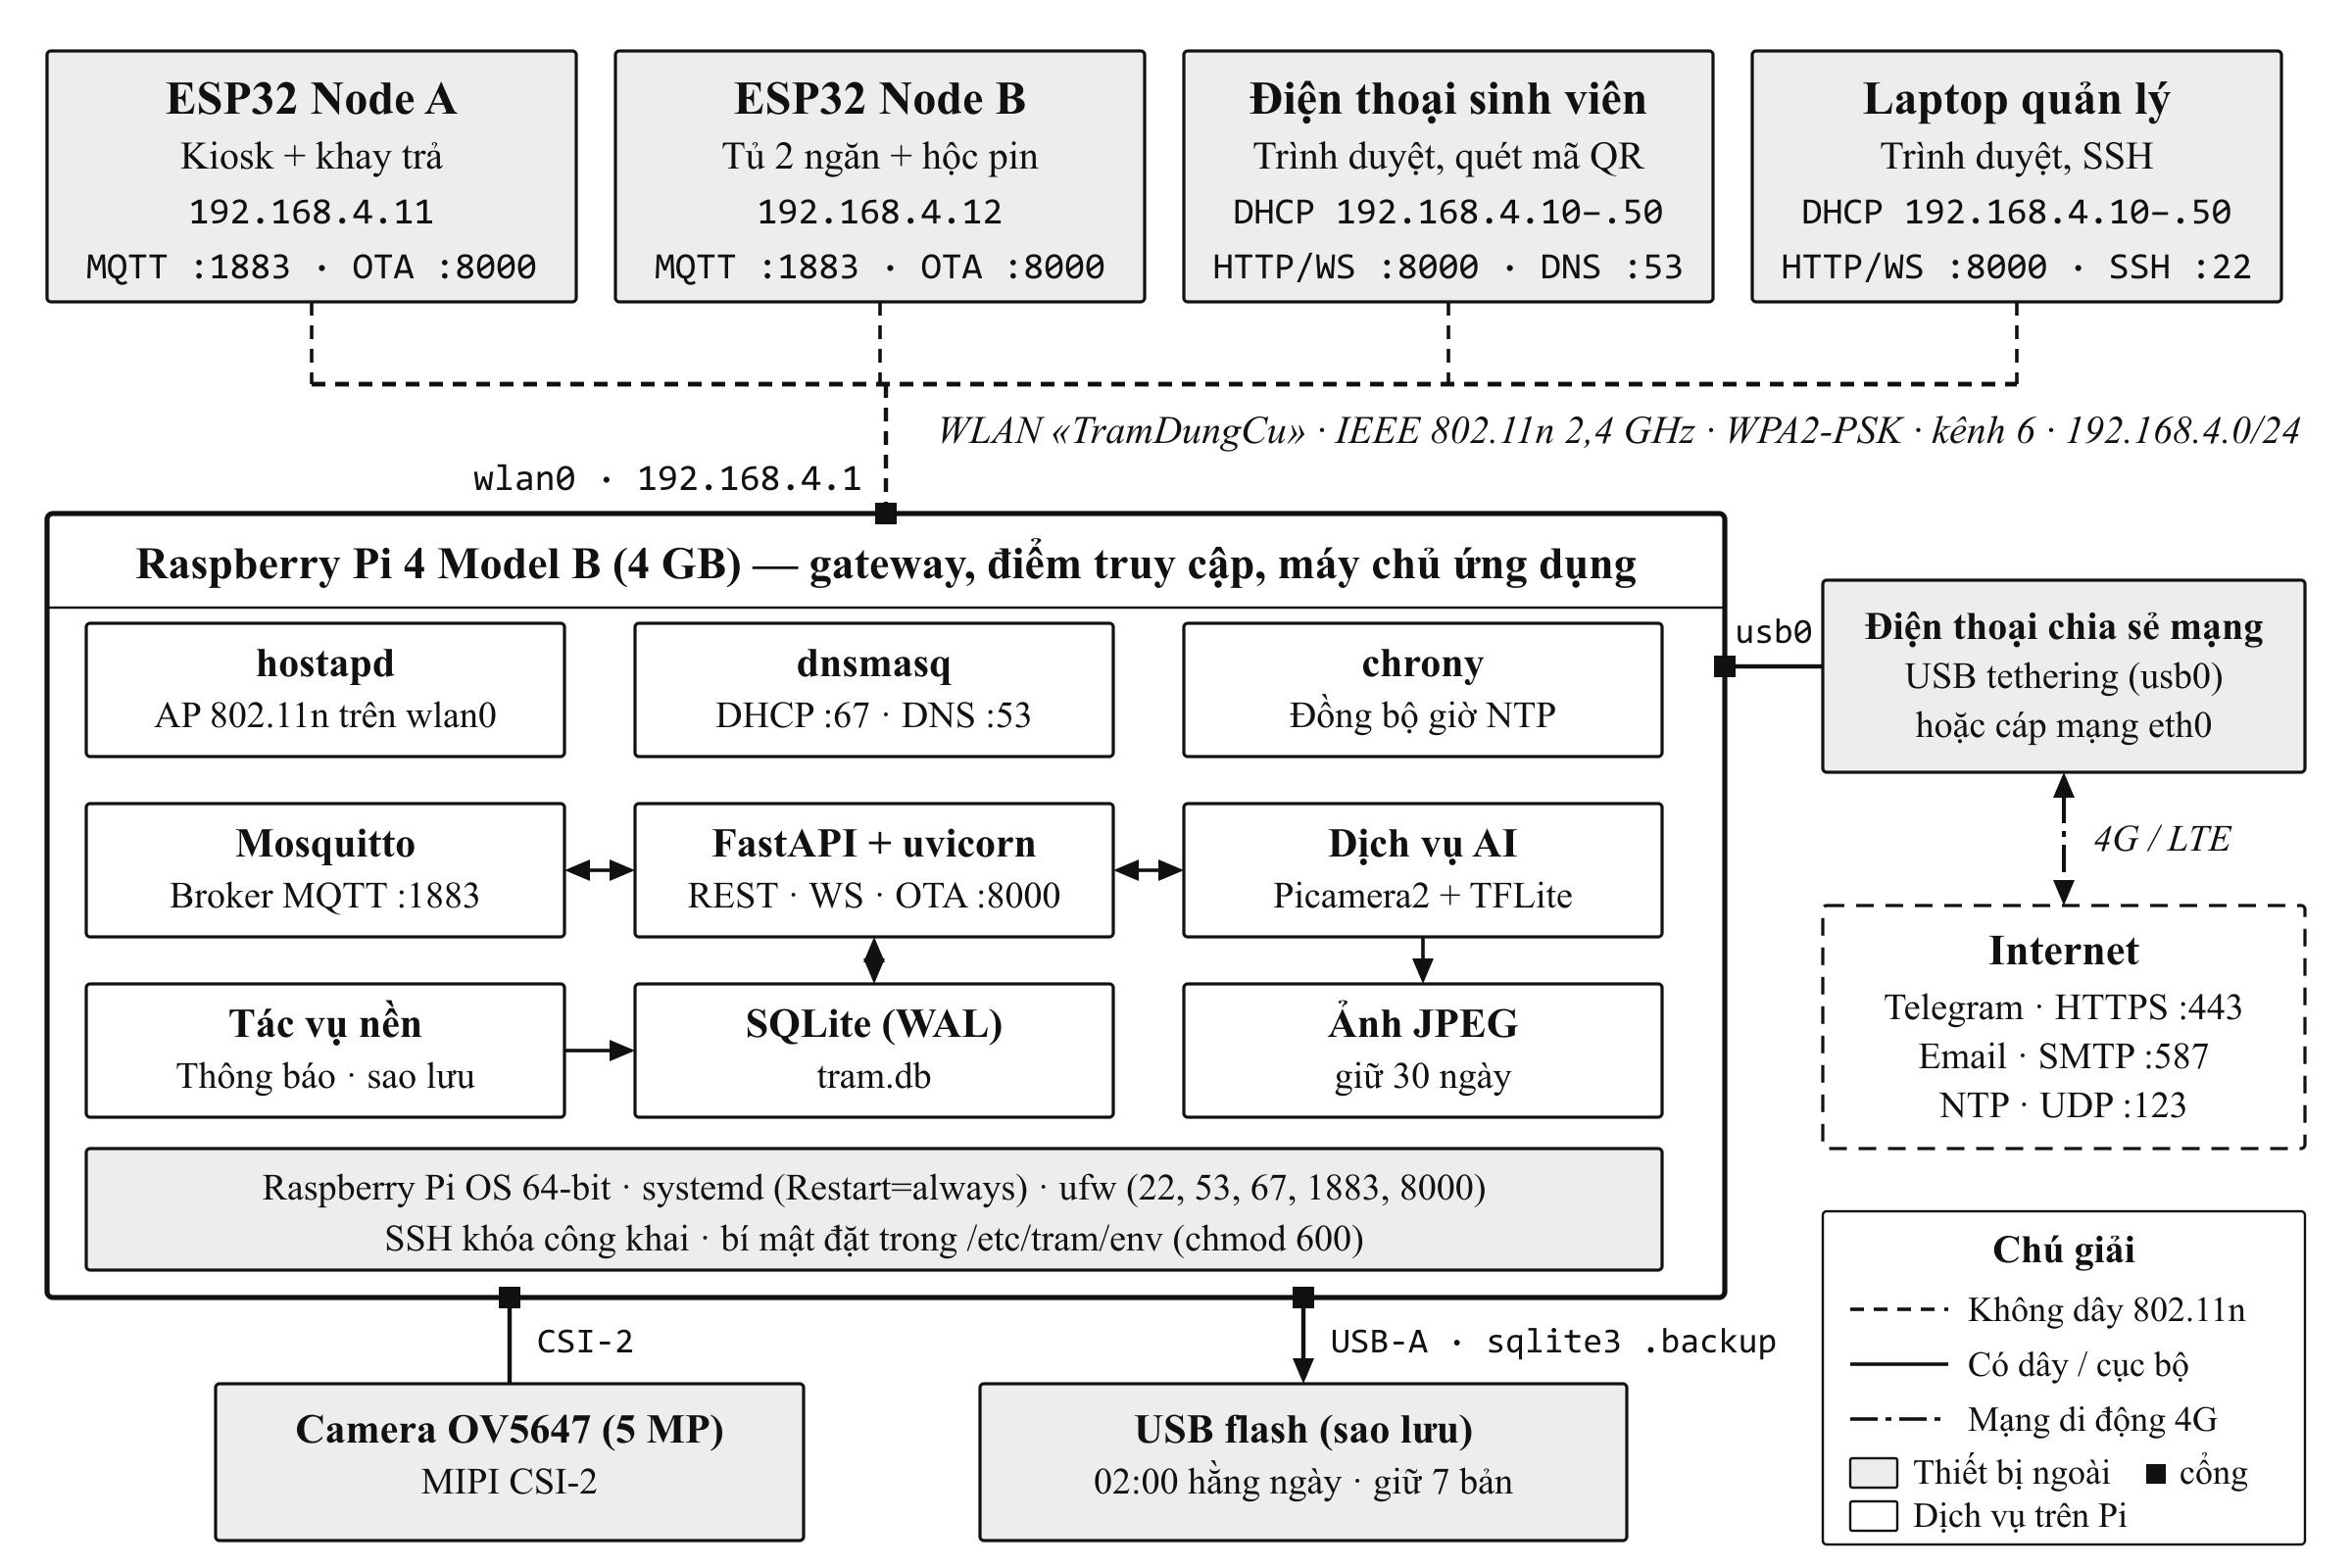 ESP32 Node A
Kiosk + khay trả
192.168.4.11
MQTT :1883 · OTA :8000
ESP32 Node B
Tủ 2 ngăn + hộc pin
192.168.4.12
MQTT :1883 · OTA :8000
Điện thoại sinh viên
Trình duyệt, quét mã QR
DHCP 192.168.4.10–.50
HTTP/WS :8000 · DNS :53
Laptop quản lý
Trình duyệt, SSH
DHCP 192.168.4.10–.50
HTTP/WS :8000 · SSH :22
WLAN «TramDungCu» · IEEE 802.11n 2,4 GHz · WPA2-PSK · kênh 6 · 192.168.4.0/24
wlan0 · 192.168.4.1
Raspberry Pi 4 Model B (4 GB) — gateway, điểm truy cập, máy chủ ứng dụng
hostapd
AP 802.11n trên wlan0
dnsmasq
DHCP :67 · DNS :53
chrony
Đồng bộ giờ NTP
usb0
Điện thoại chia sẻ mạng
USB tethering (usb0)
hoặc cáp mạng eth0
Mosquitto
Broker MQTT :1883
FastAPI + uvicorn
REST · WS · OTA :8000
Dịch vụ AI
Picamera2 + TFLite
4G / LTE
Tác vụ nền
Thông báo · sao lưu
SQLite (WAL)
tram.db
Ảnh JPEG
giữ 30 ngày
Internet
Telegram · HTTPS :443
Email · SMTP :587
NTP · UDP :123
Raspberry Pi OS 64-bit · systemd (Restart=always) · ufw (22, 53, 67, 1883, 8000)
SSH khóa công khai · bí mật đặt trong /etc/tram/env (chmod 600)
CSI-2
USB-A · sqlite3 .backup
Camera OV5647 (5 MP)
MIPI CSI-2
USB flash (sao lưu)
02:00 hằng ngày · giữ 7 bản
Chú giải
Không dây 802.11n
Có dây / cục bộ
Mạng di động 4G
Thiết bị ngoài
cổng
Dịch vụ trên Pi